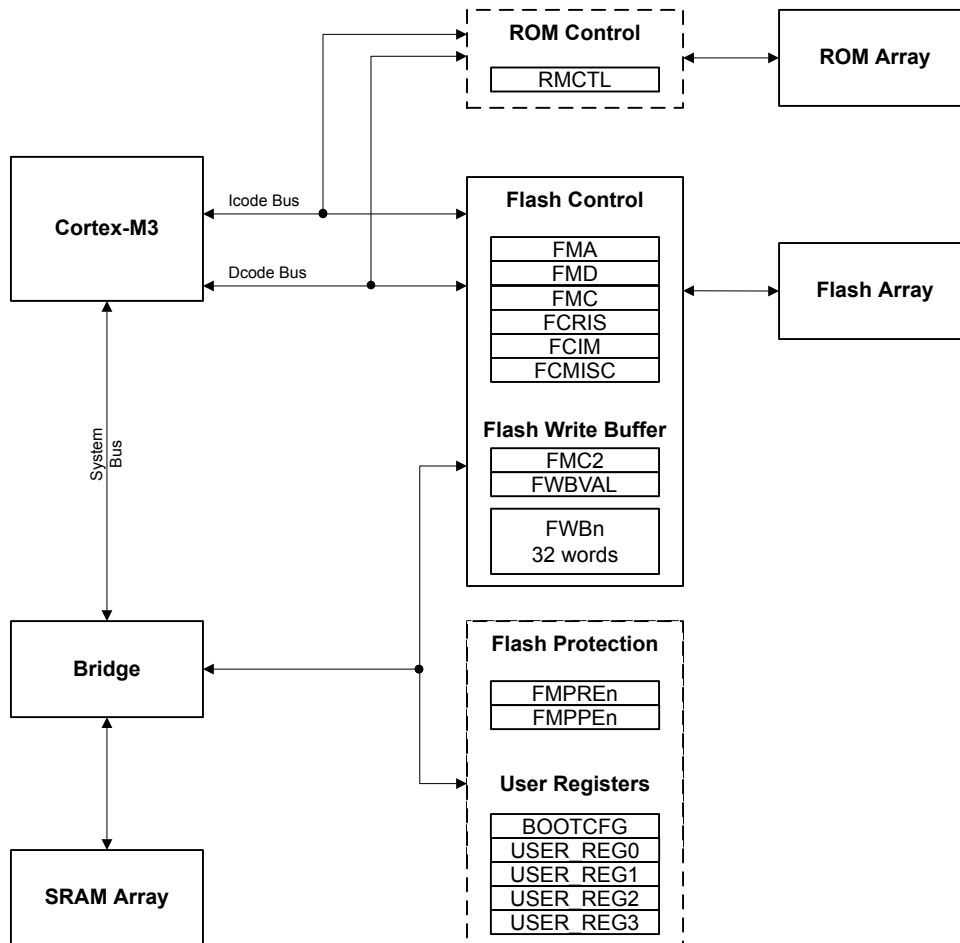 ROM Control
RMCTL
ROM Array
Cortex-M3
Icode Bus
Dcode Bus
Flash Control
FMA
FMD
FMC
FCRIS
FCIM
FCMISC
Flash Array
System
Bus
Flash Write Buffer
FMC2
FWBVAL
FWBn
32 words
Bridge
Flash Protection
FMPREn
FMPPEn
User Registers
BOOTCFG
USER_REG0
USER_REG1
USER_REG2
USER_REG3
SRAM Array